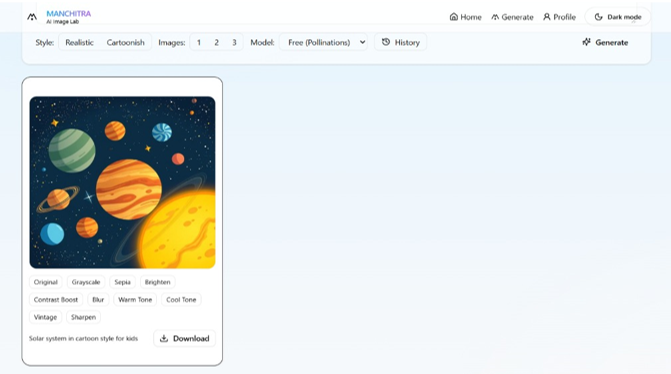 MANCHITRA
AI Image Lab
Home Generate Profile Dark mode
Style: Realistic Cartoonish Images: 1 2 3 Model: Free (Pollinations) History Generate
Original Grayscale Sepia Brighten
Contrast Boost Blur Warm Tone Cool Tone
Vintage Sharpen
Solar system in cartoon style for kids Download